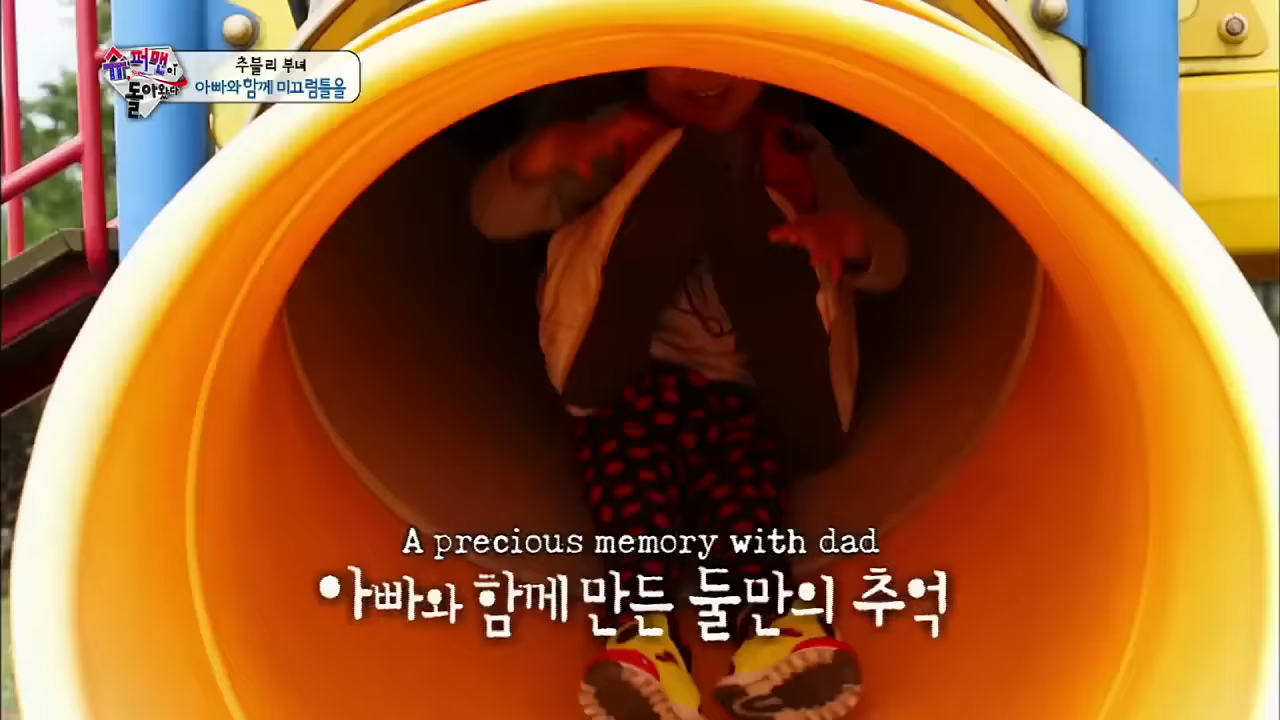 슈퍼맨이
돌아왔다
추블리 부녀
아빠와 함께 미끄럼틀을
A precious memory with dad
아빠와 함께 만든 둘만의 추억